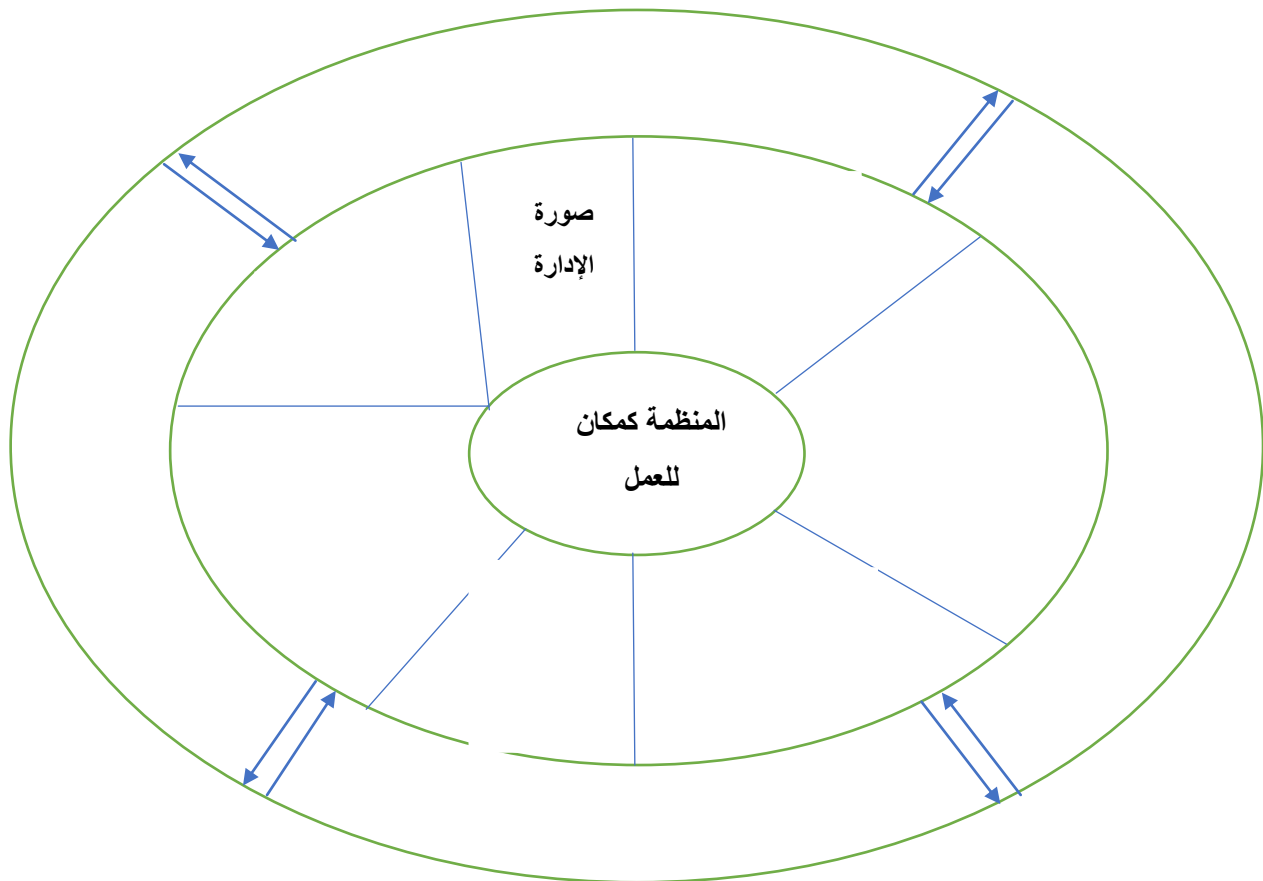 صورة
الإدارة
المنظمة كمكان
للعمل